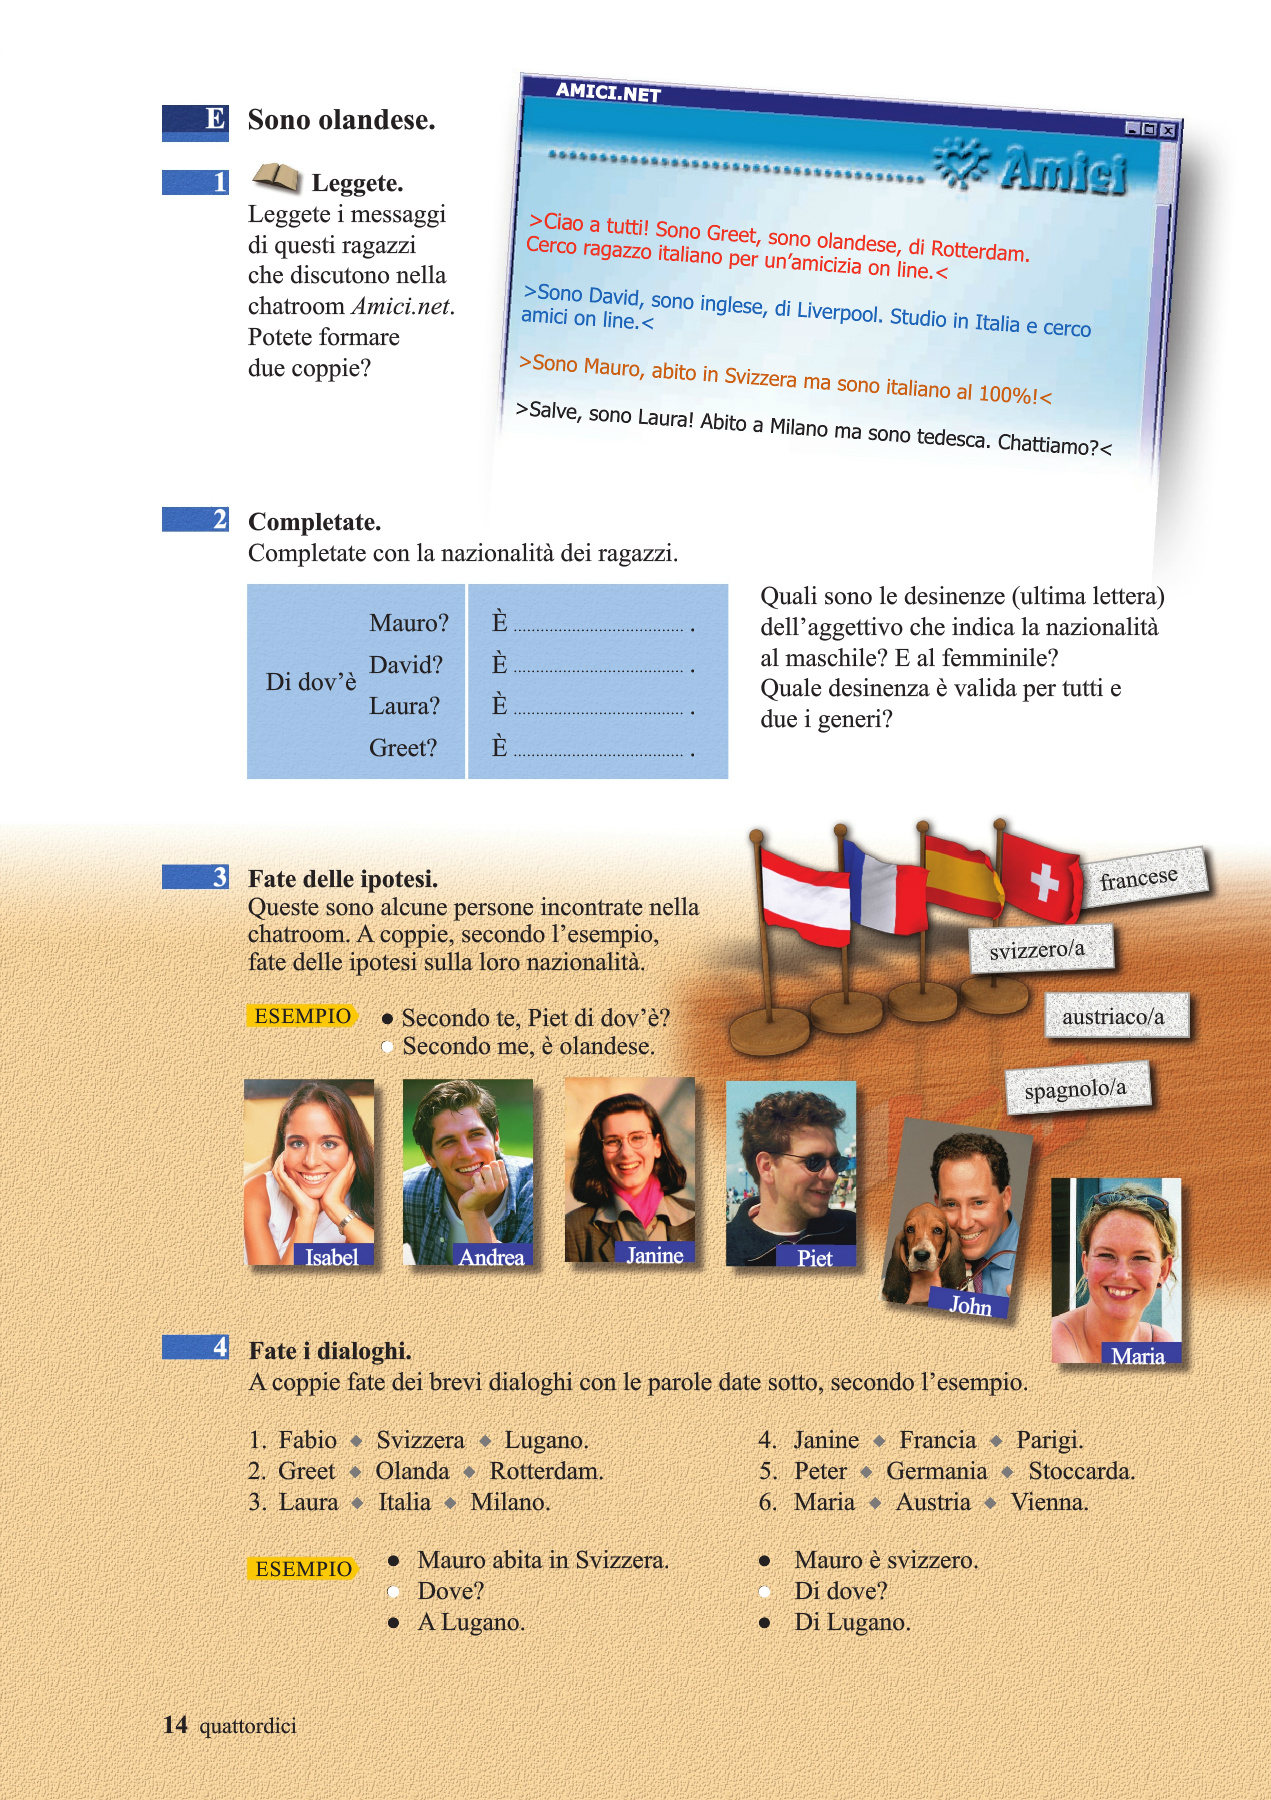 E Sono olandese.
1 Leggete.
Leggete i messaggi
di questi ragazzi
che discutono nella
chatroom Amici.net.
Potete formare
due coppie?
AMICI.NET
Amici
>Ciao a tutti! Sono Greet, sono olandese, di Rotterdam.
Cerco ragazzo italiano per un'amicizia on line.<
>Sono David, sono inglese, di Liverpool. Studio in Italia e cerco
amici on line.<
>Sono Mauro, abito in Svizzera ma sono italiano al 100%!<
>Salve, sono Laura! Abito a Milano ma sono tedesca. Chattiamo?<
2 Completate.
Completate con la nazionalità dei ragazzi.
Di dov'è
Mauro? È ...................................... .
David? È ...................................... .
Laura? È ...................................... .
Greet? È ...................................... .
Quali sono le desinenze (ultima lettera)
dell'aggettivo che indica la nazionalità
al maschile? E al femminile?
Quale desinenza è valida per tutti e
due i generi?
3 Fate delle ipotesi.
Queste sono alcune persone incontrate nella
chatroom. A coppie, secondo l'esempio,
fate delle ipotesi sulla loro nazionalità.
ESEMPIO ● Secondo te, Piet di dov'è?
○ Secondo me, è olandese.
francese
svizzero/a
austriaco/a
spagnolo/a
Isabel
Andrea
Janine
Piet
John
Maria
4 Fate i dialoghi.
A coppie fate dei brevi dialoghi con le parole date sotto, secondo l'esempio.
1. Fabio ◆ Svizzera ◆ Lugano.
2. Greet ◆ Olanda ◆ Rotterdam.
3. Laura ◆ Italia ◆ Milano.
4. Janine ◆ Francia ◆ Parigi.
5. Peter ◆ Germania ◆ Stoccarda.
6. Maria ◆ Austria ◆ Vienna.
ESEMPIO ● Mauro abita in Svizzera.
○ Dove?
● A Lugano.
● Mauro è svizzero.
○ Di dove?
● Di Lugano.
14 quattordici